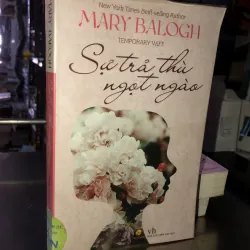 New York Times Best-selling Author
MARY BALOGH
TEMPORARY WIFE
Sự trả thù
ngọt ngào